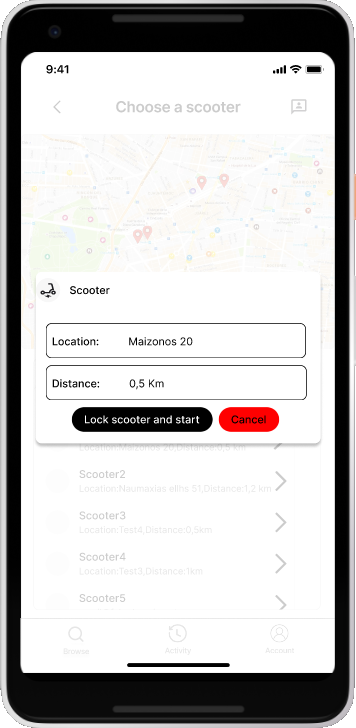 9:41
Choose a scooter
Scooter
Location: Maizonos 20
Distance: 0,5 Km
Lock scooter and start Cancel
Location:Maizonos 20,Distance:0,5 km
Scooter2
Location:Naumaxias ellhs 51,Distance:1,2 km
Scooter3
Location:Test4,Distance:0,5km
Scooter4
Location:Test3,Distance:1km
Scooter5
Browse Activity Account